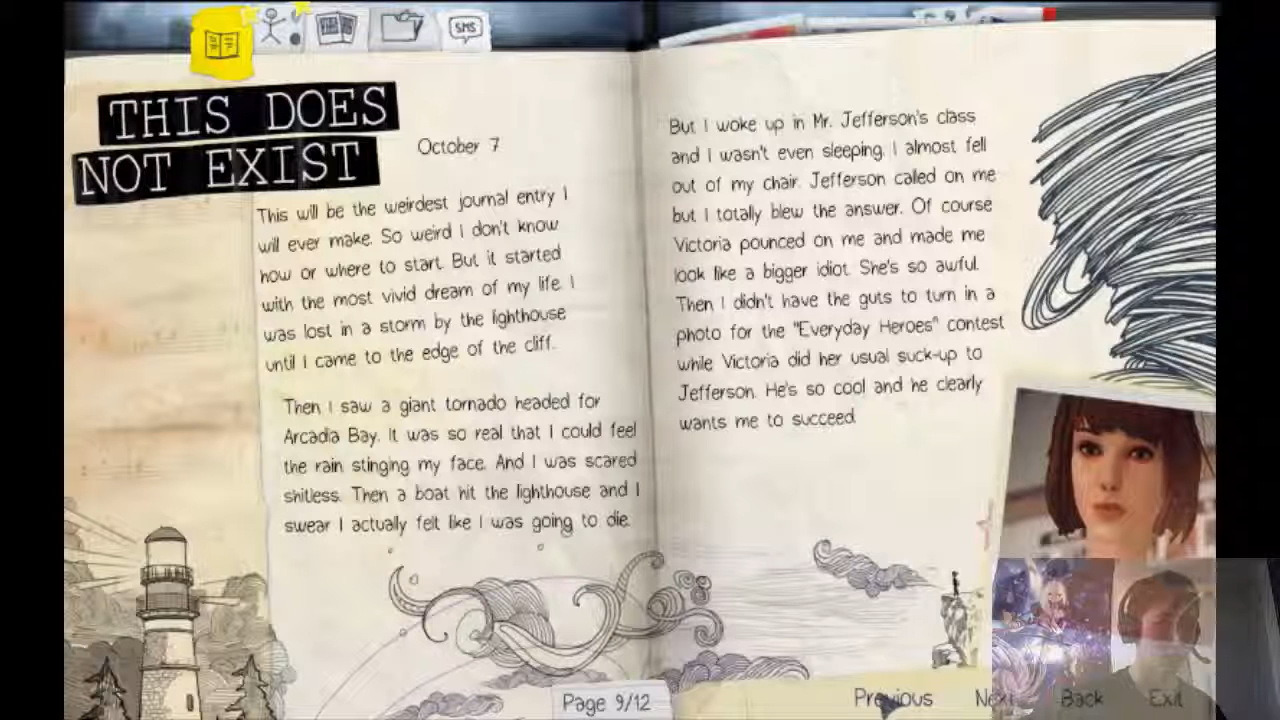 SMS
THIS DOES
NOT EXIST
October 7
This will be the weirdest journal entry I
will ever make. So weird I don't know
how or where to start. But it started
with the most vivid dream of my life. I
was lost in a storm by the lighthouse
until I came to the edge of the cliff.
Then I saw a giant tornado headed for
Arcadia Bay. It was so real that I could feel
the rain stinging my face. And I was scared
shitless. Then a boat hit the lighthouse and I
swear I actually felt like I was going to die.
But I woke up in Mr. Jefferson's class
and I wasn't even sleeping. I almost fell
out of my chair. Jefferson called on me
but I totally blew the answer. Of course
Victoria pounced on me and made me
look like a bigger idiot. She's so awful.
Then I didn't have the guts to turn in a
photo for the "Everyday Heroes" contest
while Victoria did her usual suck-up to
Jefferson. He's so cool and he clearly
wants me to succeed.
Page 9/12
Previous Next Back Exit